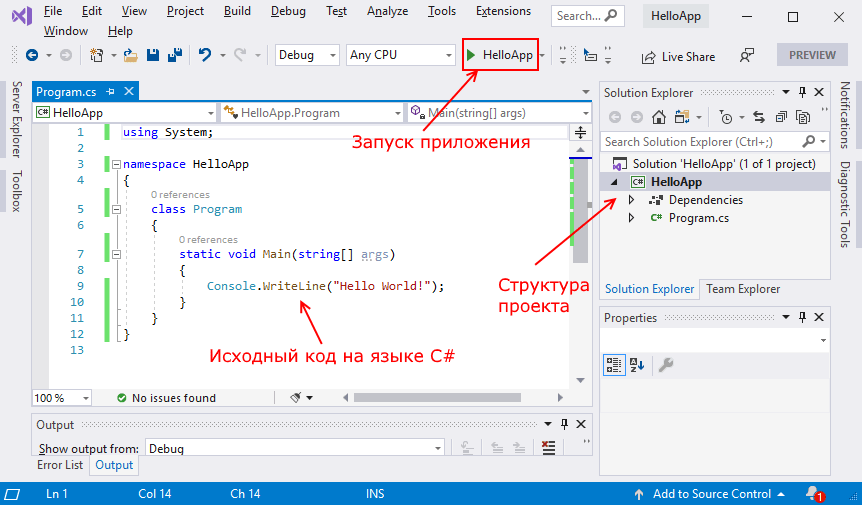 File Edit View Project Build Debug Test Analyze Tools Extensions Search... HelloApp
Window Help
Debug Any CPU HelloApp Live Share PREVIEW
Server Explorer
Toolbox
Program.cs
HelloApp HelloApp.Program Main(string[] args)
Запуск приложения
1 using System;
2
3 namespace HelloApp
4 {
0 references
5 class Program
6 {
0 references
7 static void Main(string[] args)
8 {
9 Console.WriteLine("Hello World!");
10 }
11 }
12 }
13
Исходный код на языке C#
100 % No issues found
Output
Show output from: Debug
Error List Output
Solution Explorer
Search Solution Explorer (Ctrl+;)
Solution 'HelloApp' (1 of 1 project)
C# HelloApp
Dependencies
C# Program.cs
Структура
проекта
Solution Explorer Team Explorer
Properties
Notifications
Diagnostic Tools
Ln 1 Col 14 Ch 14 INS Add to Source Control 1